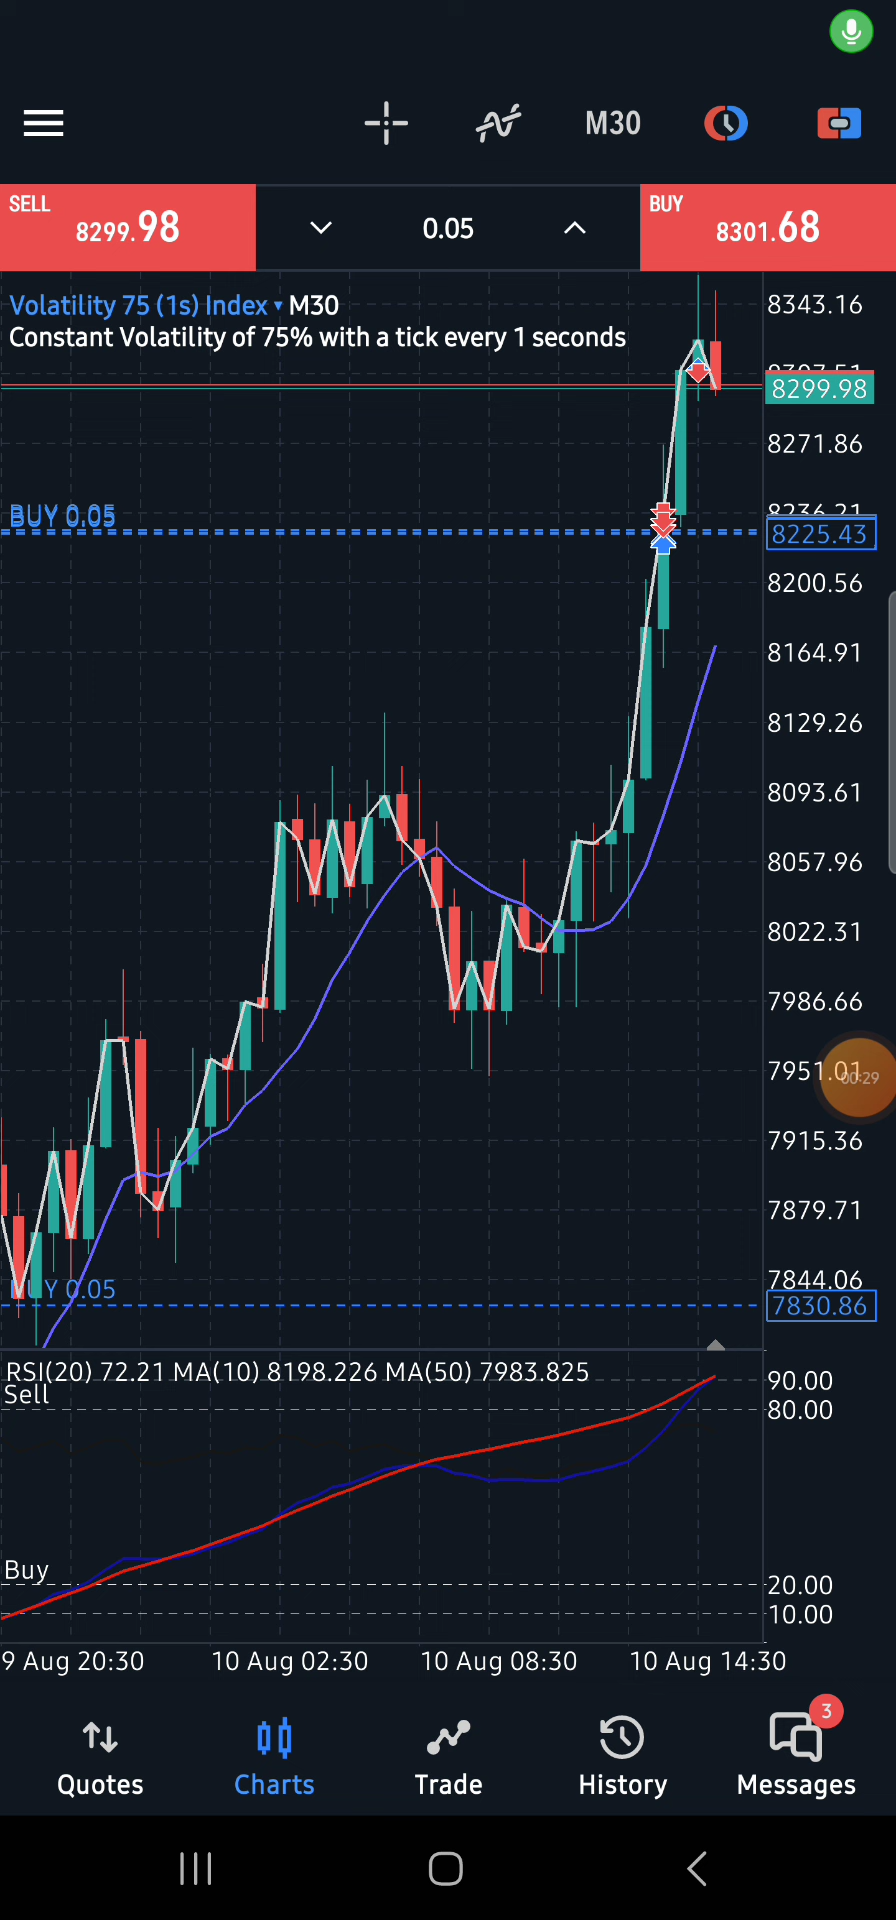 M30
SELL
8299.98
0.05
BUY
8301.68
Volatility 75 (1s) Index ▾ M30
Constant Volatility of 75% with a tick every 1 seconds
8343.16
8299.98
8271.86
BUY 0.05
8236.21
8225.43
8200.56
8164.91
8129.26
8093.61
8057.96
8022.31
7986.66
7951.01
00:29
7915.36
7879.71
7844.06
BUY 0.05
7830.86
RSI(20) 72.21 MA(10) 8198.226 MA(50) 7983.825
Sell
90.00
80.00
Buy
20.00
10.00
9 Aug 20:30
10 Aug 02:30
10 Aug 08:30
10 Aug 14:30
3
Quotes
Charts
Trade
History
Messages